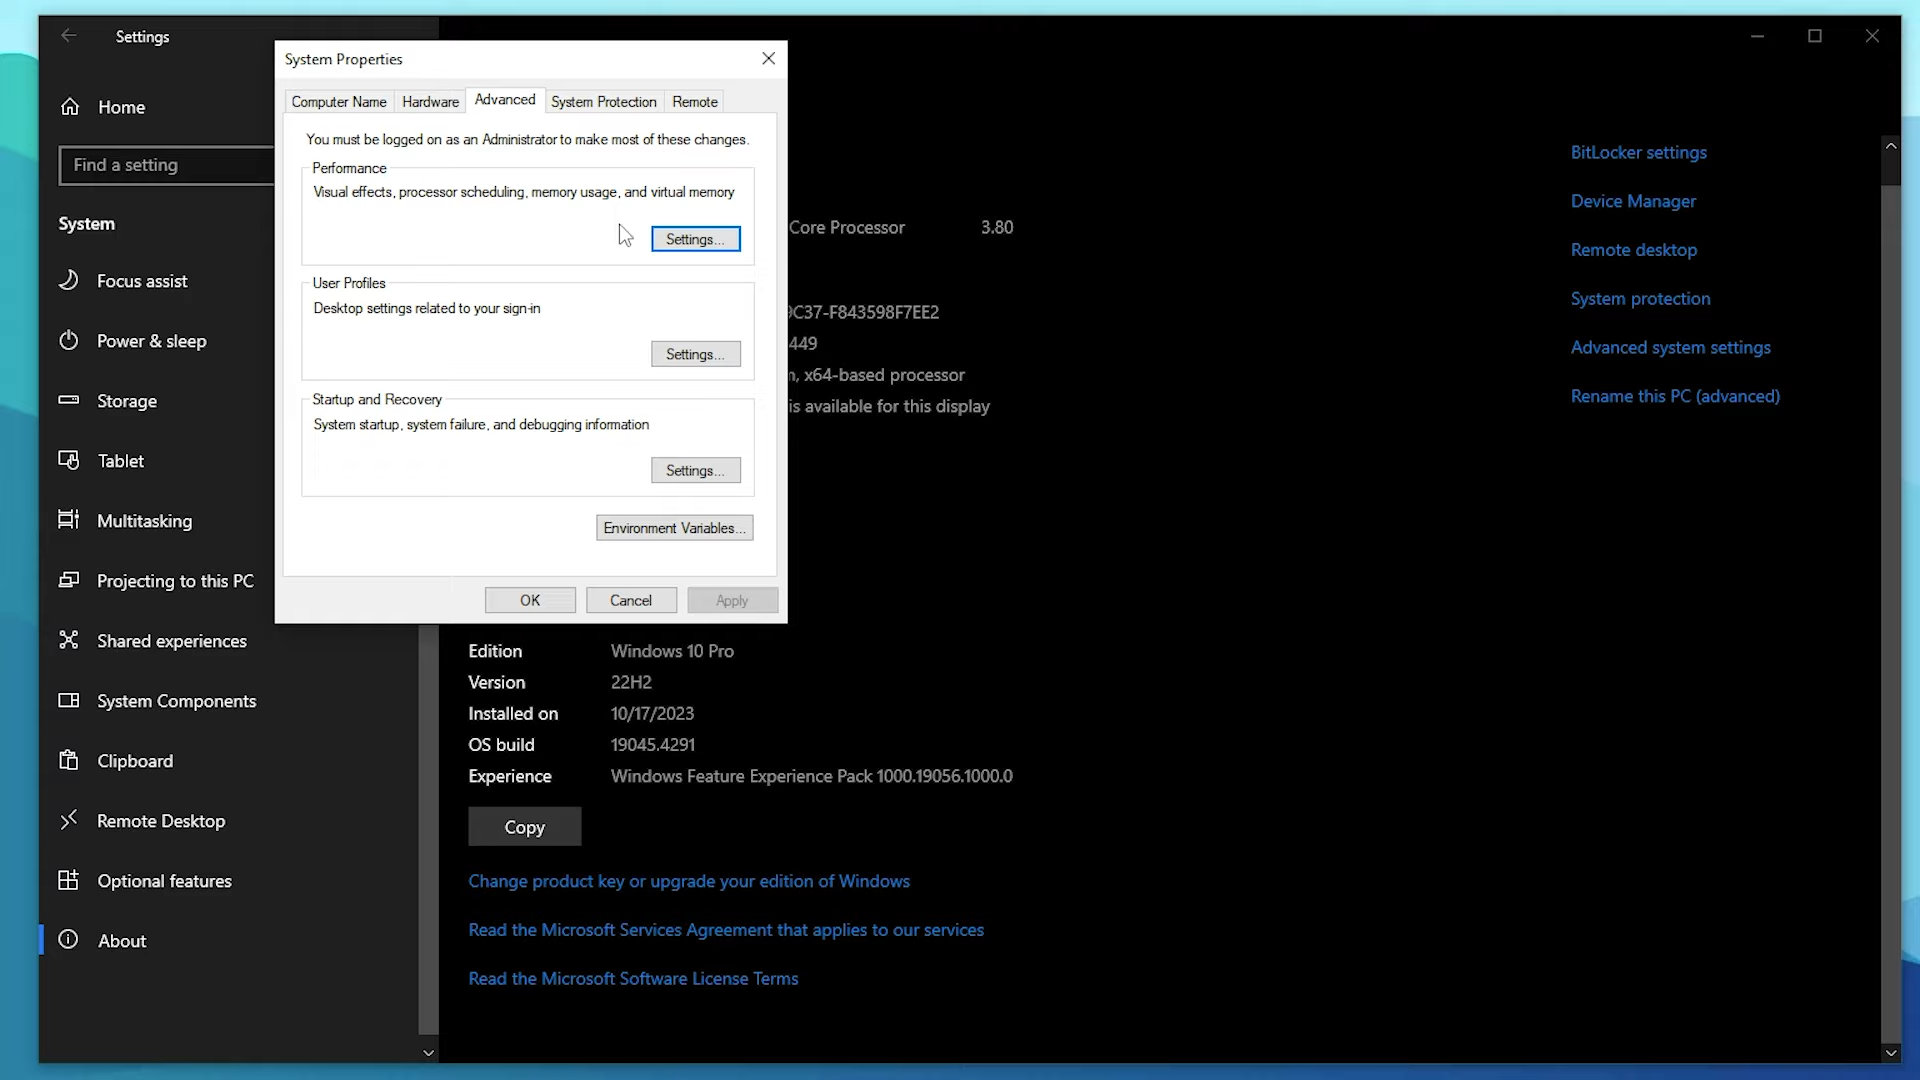 Settings
Home
Find a setting
System
Focus assist
Power & sleep
Storage
Tablet
Multitasking
Projecting to this PC
Shared experiences
System Components
Clipboard
Remote Desktop
Optional features
About
System Properties
Computer Name
Hardware
Advanced
System Protection
Remote
You must be logged on as an Administrator to make most of these changes.
Performance
Visual effects, processor scheduling, memory usage, and virtual memory
Settings...
User Profiles
Desktop settings related to your sign-in
Settings...
Startup and Recovery
System startup, system failure, and debugging information
Settings...
Environment Variables...
OK
Cancel
Apply
Core Processor 3.80
9C37-F843598F7EE2
449
, x64-based processor
is available for this display
Edition Windows 10 Pro
Version 22H2
Installed on 10/17/2023
OS build 19045.4291
Experience Windows Feature Experience Pack 1000.19056.1000.0
Copy
Change product key or upgrade your edition of Windows
Read the Microsoft Services Agreement that applies to our services
Read the Microsoft Software License Terms
BitLocker settings
Device Manager
Remote desktop
System protection
Advanced system settings
Rename this PC (advanced)